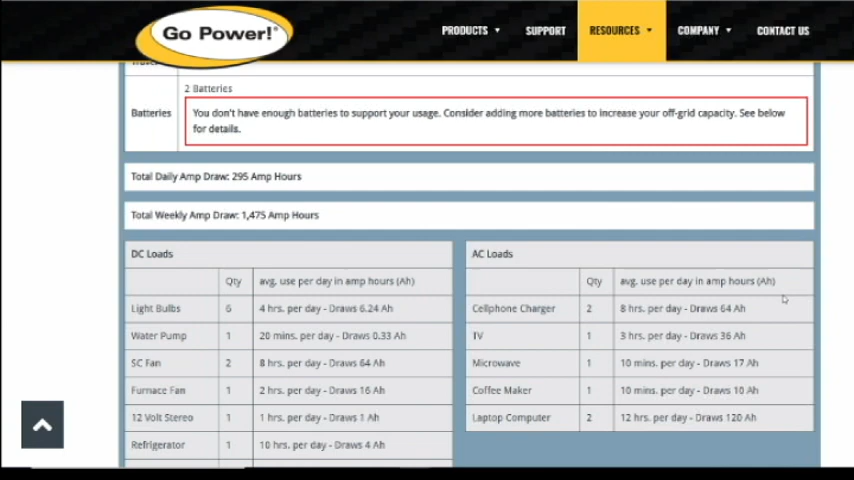 Go Power!®
PRODUCTS
SUPPORT
RESOURCES
COMPANY
CONTACT US
2 Batteries
Batteries
You don't have enough batteries to support your usage. Consider adding more batteries to increase your off-grid capacity. See below
for details.
Total Daily Amp Draw: 295 Amp Hours
Total Weekly Amp Draw: 1,475 Amp Hours
DC Loads
Qty avg. use per day in amp hours (Ah)
Light Bulbs 6 4 hrs. per day - Draws 6.24 Ah
Water Pump 1 20 mins. per day - Draws 0.33 Ah
SC Fan 2 8 hrs. per day - Draws 64 Ah
Furnace Fan 1 2 hrs. per day - Draws 16 Ah
12 Volt Stereo 1 1 hrs. per day - Draws 1 Ah
Refrigerator 1 10 hrs. per day - Draws 4 Ah
AC Loads
Qty avg. use per day in amp hours (Ah)
Cellphone Charger 2 8 hrs. per day - Draws 64 Ah
TV 1 3 hrs. per day - Draws 36 Ah
Microwave 1 10 mins. per day - Draws 17 Ah
Coffee Maker 1 10 mins. per day - Draws 10 Ah
Laptop Computer 2 12 hrs. per day - Draws 120 Ah